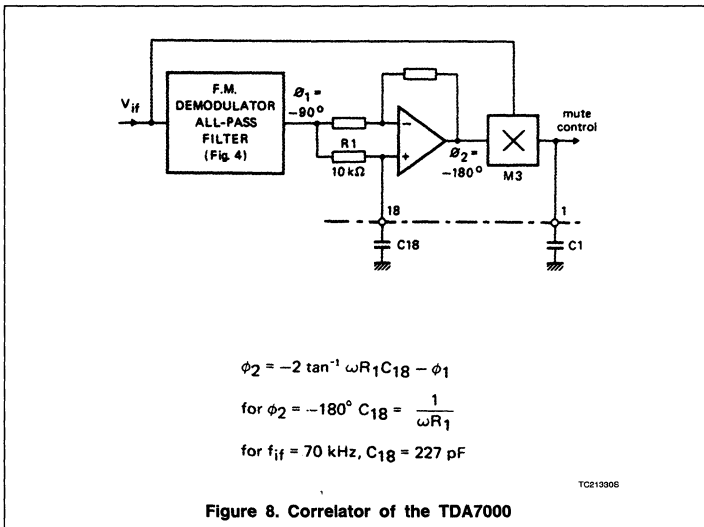 V_if
F.M.
DEMODULATOR
ALL-PASS
FILTER
(Fig. 4)
Ø1 =
−90°
R1
10 kΩ
−
+
Ø2 =
−180°
M3
mute
control
18
C18
1
C1
ϕ2 = −2 tan⁻¹ ωR1C18 − ϕ1
for ϕ2 = −180° C18 = 1/ωR1
for f_if = 70 kHz, C18 = 227 pF
TC21330S
Figure 8. Correlator of the TDA7000